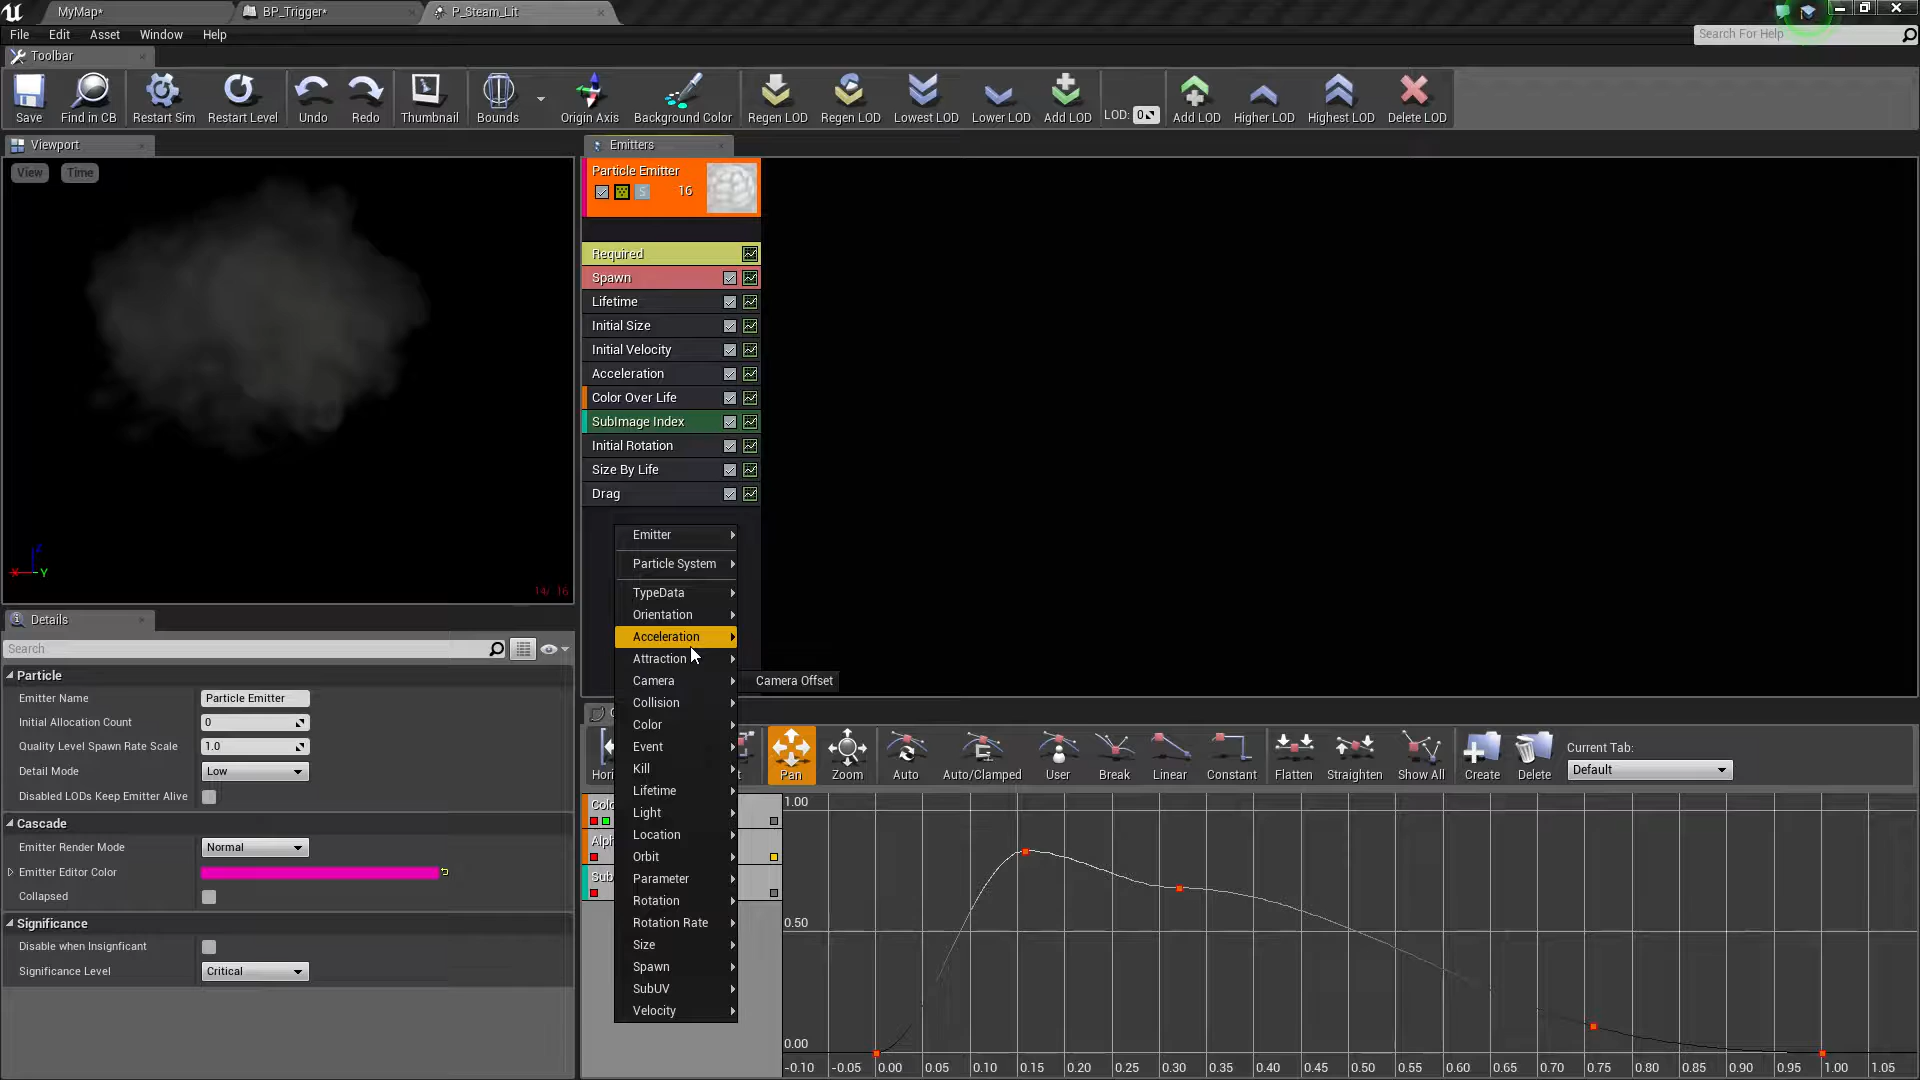 MyMap*
BP_Trigger*
P_Steam_Lit
File Edit Asset Window Help
Search For Help
Toolbar
Save
Find in CB
Restart Sim
Restart Level
Undo
Redo
Thumbnail
Bounds
Origin Axis
Background Color
Regen LOD
Regen LOD
Lowest LOD
Lower LOD
Add LOD
LOD: 0
Add LOD
Higher LOD
Highest LOD
Delete LOD
Viewport
View
Time
X
Y
Z
14/ 16
Emitters
Particle Emitter
S
16
Required
Spawn
Lifetime
Initial Size
Initial Velocity
Acceleration
Color Over Life
SubImage Index
Initial Rotation
Size By Life
Drag
Emitter
Particle System
TypeData
Orientation
Acceleration
Attraction
Camera
Camera Offset
Collision
Color
Event
Kill
Lifetime
Light
Location
Orbit
Parameter
Rotation
Rotation Rate
Size
Spawn
SubUV
Velocity
Details
Search
Particle
Emitter Name Particle Emitter
Initial Allocation Count 0
Quality Level Spawn Rate Scale 1.0
Detail Mode Low
Disabled LODs Keep Emitter Alive
Cascade
Emitter Render Mode Normal
Emitter Editor Color
Collapsed
Significance
Disable when Insignficant
Significance Level Critical
Hori
Pan
Zoom
Auto
Auto/Clamped
User
Break
Linear
Constant
Flatten
Straighten
Show All
Create
Delete
Current Tab:
Default
Colo
Alph
Sub
1.00
0.50
0.00
-0.10 -0.05 0.00 0.05 0.10 0.15 0.20 0.25 0.30 0.35 0.40 0.45 0.50 0.55 0.60 0.65 0.70 0.75 0.80 0.85 0.90 0.95 1.00 1.05